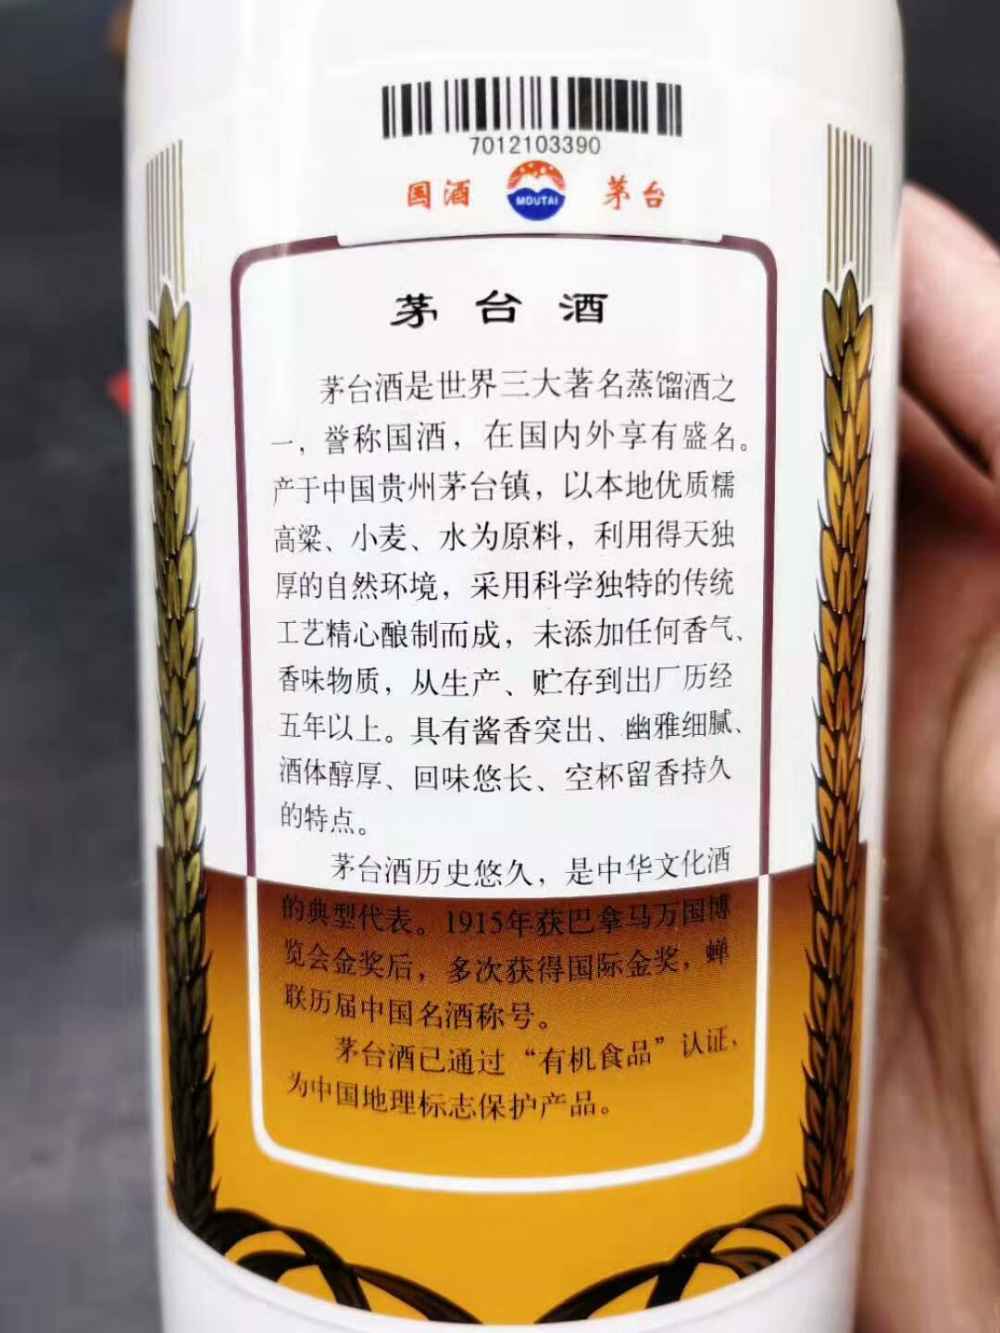 7012103390
国酒 MOUTAI 茅台
茅台酒
茅台酒是世界三大著名蒸馏酒之
一，誉称国酒，在国内外享有盛名。
产于中国贵州茅台镇，以本地优质糯
高粱、小麦、水为原料，利用得天独
厚的自然环境，采用科学独特的传统
工艺精心酿制而成，未添加任何香气、
香味物质，从生产、贮存到出厂历经
五年以上。具有酱香突出、幽雅细腻、
酒体醇厚、回味悠长、空杯留香持久
的特点。
茅台酒历史悠久，是中华文化酒
的典型代表。1915年获巴拿马万国博
览会金奖后，多次获得国际金奖，蝉
联历届中国名酒称号。
茅台酒已通过“有机食品”认证，
为中国地理标志保护产品。